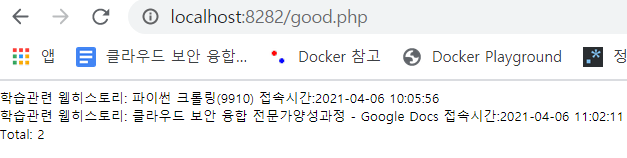 localhost:8282/good.php
앱 클라우드 보안 융합... Docker 참고 Docker Playground 정
학습관련 웹히스토리: 파이썬 크롤링(9910) 접속시간:2021-04-06 10:05:56
학습관련 웹히스토리: 클라우드 보안 융합 전문가양성과정 - Google Docs 접속시간:2021-04-06 11:02:11
Total: 2